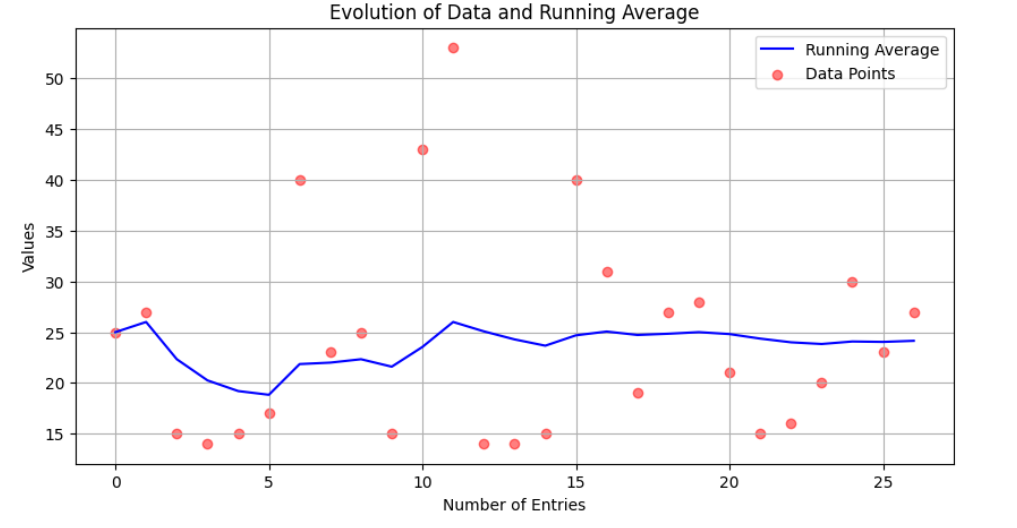 Evolution of Data and Running Average
Running Average
Data Points
Values
50
45
40
35
30
25
20
15
0 5 10 15 20 25
Number of Entries